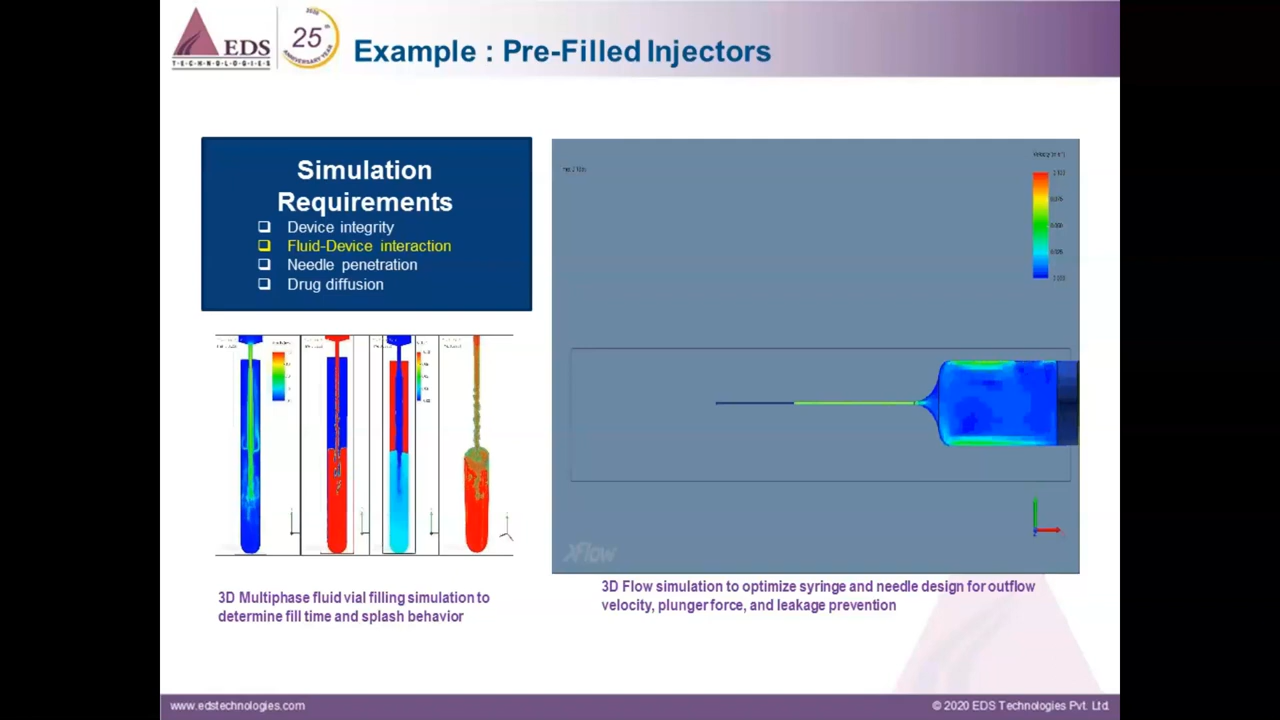 EDS
TECHNOLOGIES
25
ANNIVERSARY YEAR
Example : Pre-Filled Injectors
Simulation
Requirements
Device integrity
Fluid-Device interaction
Needle penetration
Drug diffusion
XFlow
3D Multiphase fluid vial filling simulation to
determine fill time and splash behavior
3D Flow simulation to optimize syringe and needle design for outflow
velocity, plunger force, and leakage prevention
www.edstechnologies.com
© 2020 EDS Technologies Pvt. Ltd.